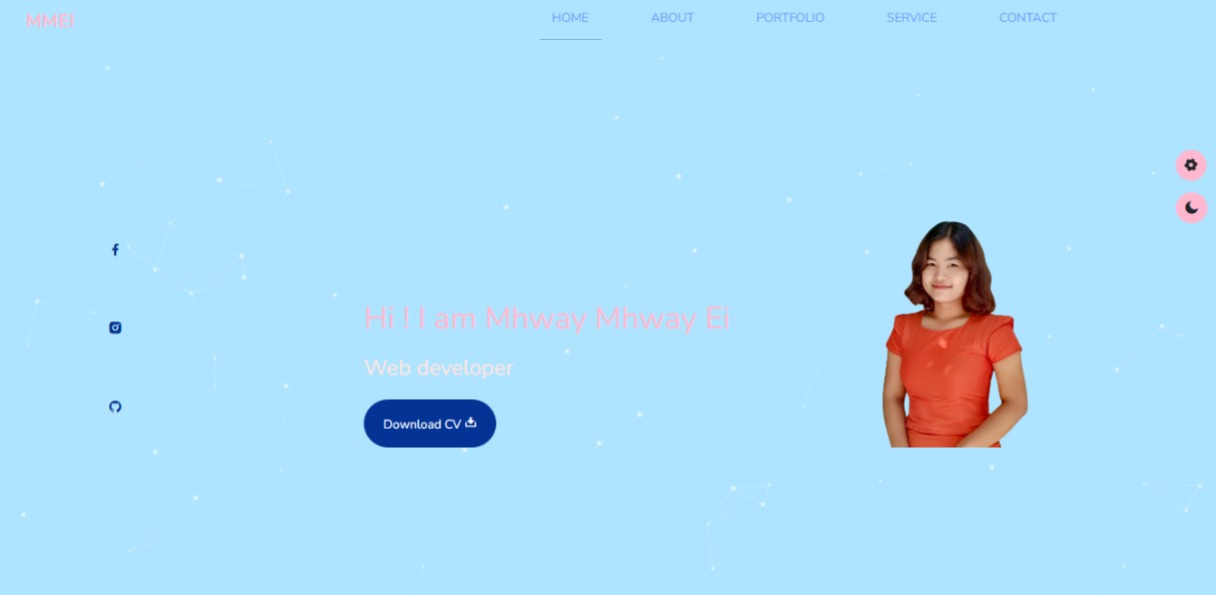 MMEI
HOME
ABOUT
PORTFOLIO
SERVICE
CONTACT
Hi ! I am Mhway Mhway Ei
Web developer
Download CV